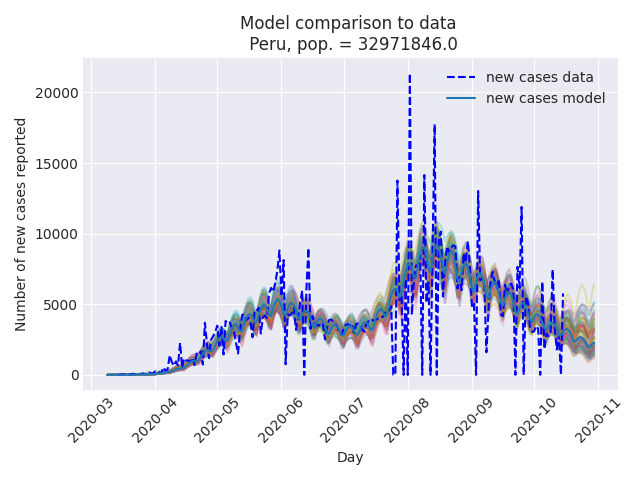 Model comparison to data
Peru, pop. = 32971846.0
new cases data
new cases model
Number of new cases reported
20000
15000
10000
5000
0
2020-03
2020-04
2020-05
2020-06
2020-07
2020-08
2020-09
2020-10
2020-11
Day